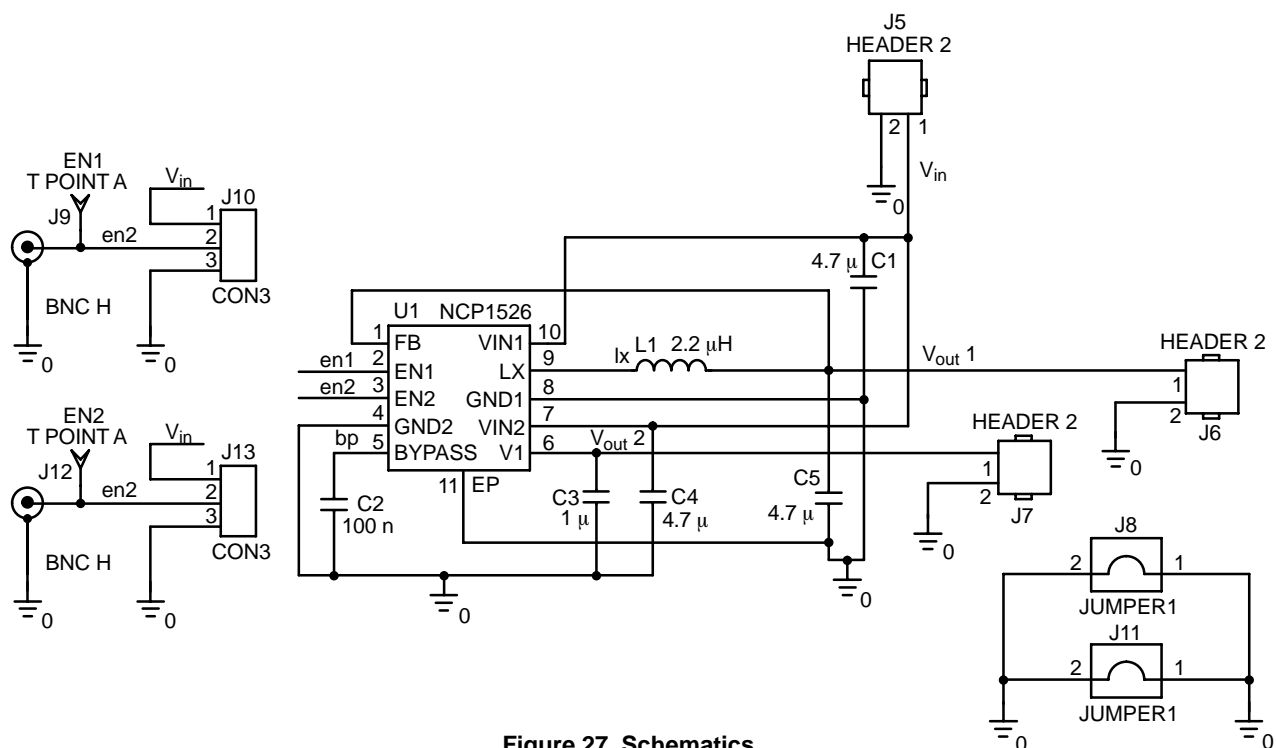 J5
HEADER 2
2 1
V_in
0
EN1
T POINT A
J9
en2
BNC H
0
V_in
J10
1
2
3
CON3
0
EN2
T POINT A
J12
en2
BNC H
0
V_in
J13
1
2
3
CON3
0
U1 NCP1526
1 FB
en1 2 EN1
en2 3 EN2
4 GND2
bp 5 BYPASS
VIN1 10
LX 9
GND1 8
VIN2 7
V1 6
11 EP
lx L1 2.2 μH
4.7 μ C1
C2
100 n
C3
1 μ
C4
4.7 μ
C5
4.7 μ
0
0
V_out 1
V_out 2
HEADER 2
1
2
J6
0
HEADER 2
1
2
J7
0
J8
2 1
JUMPER1
J11
2 1
JUMPER1
0
0
Figure 27. Schematics